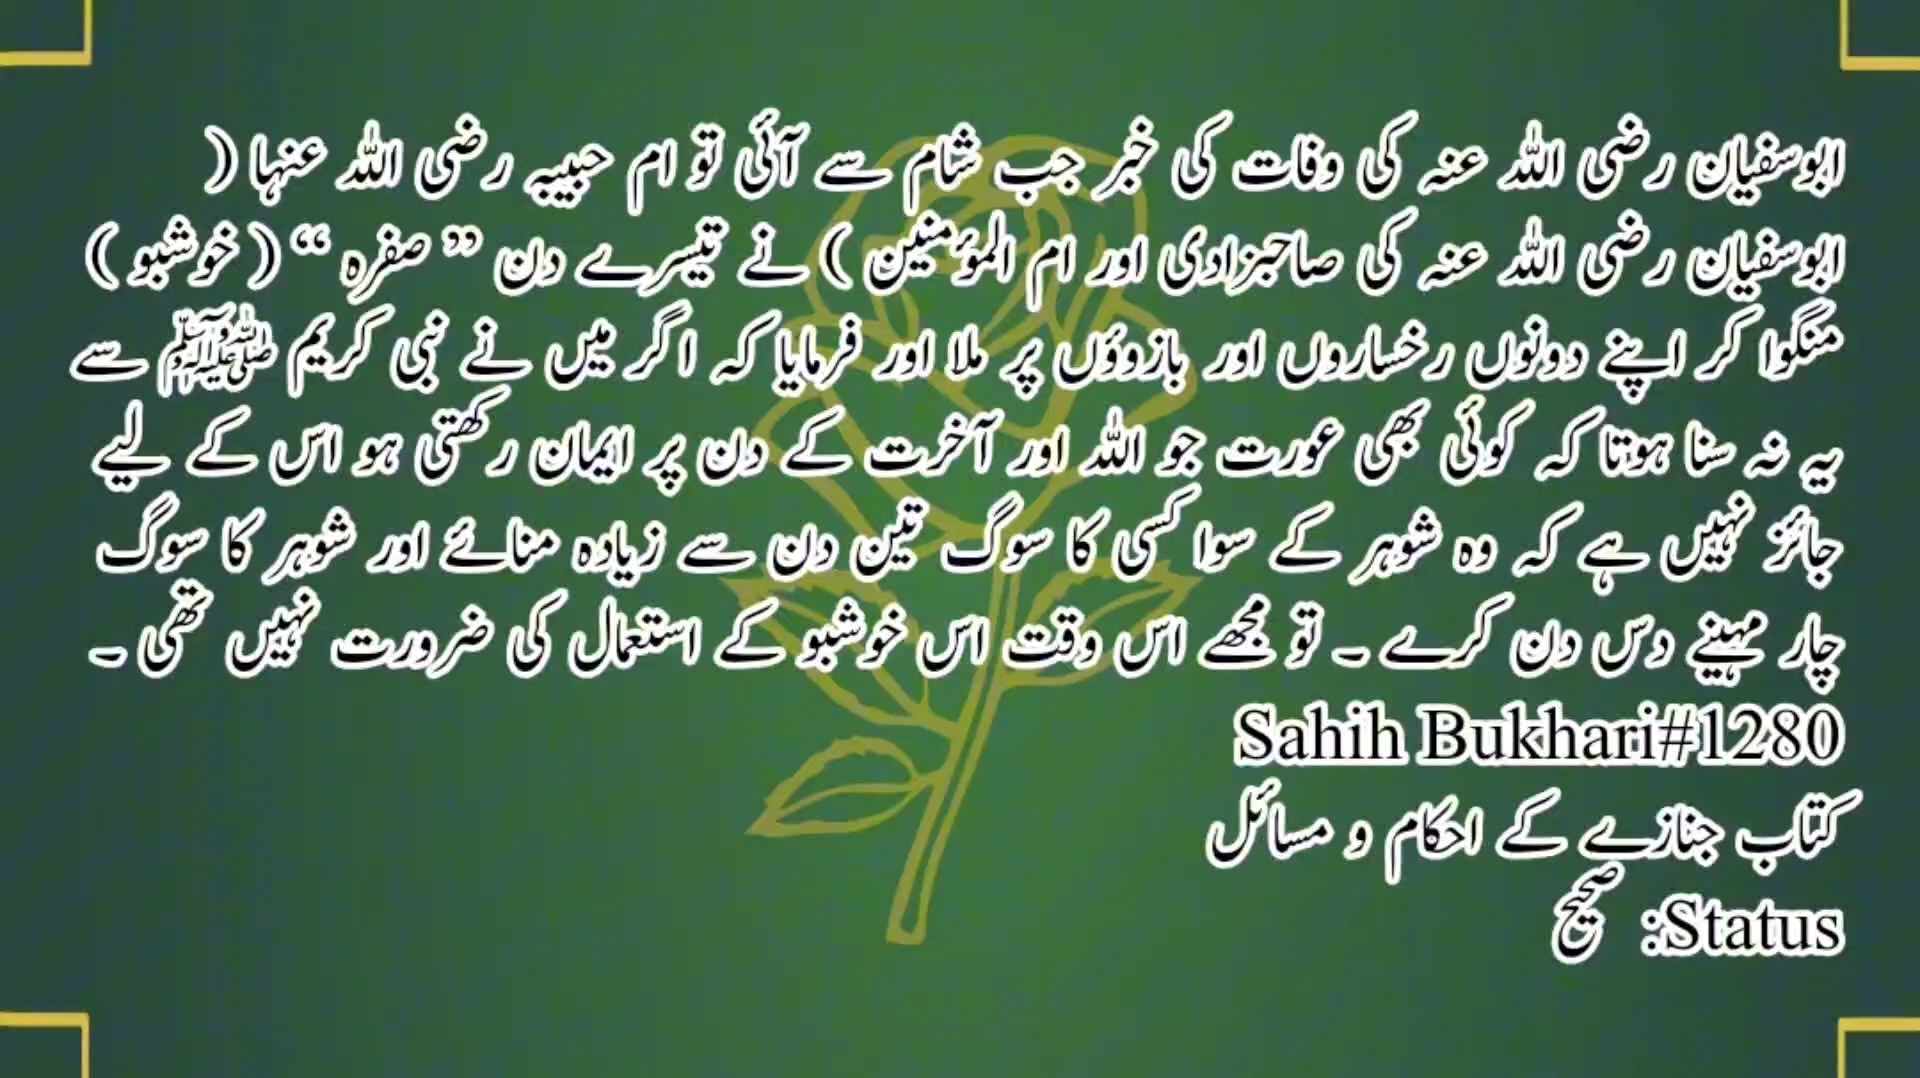 ابوسفیان رضی اللہ عنہ کی وفات کی خبر جب شام سے آئی تو ام حبیبہ رضی اللہ عنہا (
ابوسفیان رضی اللہ عنہ کی صاحبزادی اور ام المؤمنین ) نے تیسرے دن ” صفرہ “ ( خوشبو )
منگوا کر اپنے دونوں رخساروں اور بازوؤں پر ملا اور فرمایا کہ اگر میں نے نبی کریم ﷺ سے
یہ نہ سنا ہوتا کہ کوئی بھی عورت جو اللہ اور آخرت کے دن پر ایمان رکھتی ہو اس کے لیے
جائز نہیں ہے کہ وہ شوہر کے سوا کسی کا سوگ تین دن سے زیادہ منائے اور شوہر کا سوگ
چار مہینے دس دن کرے ۔ تو مجھے اس وقت اس خوشبو کے استعمال کی ضرورت نہیں تھی ۔
Sahih Bukhari#1280
کتاب جنازے کے احکام و مسائل
Status: صحیح